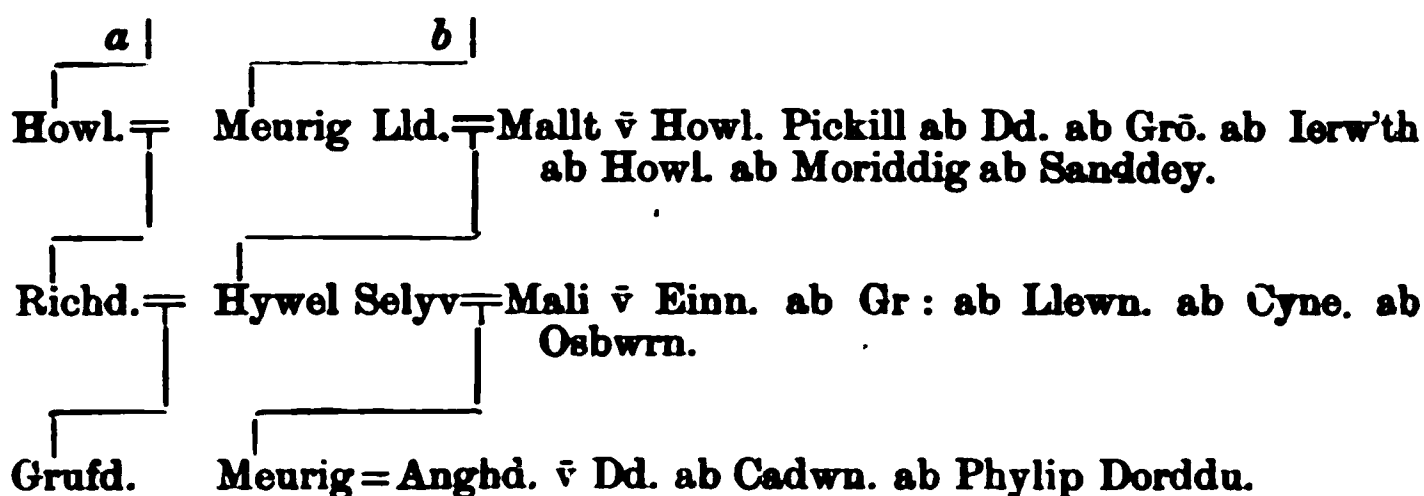 a | b |
Howl.= Meurig Lld.=Mallt v̄ Howl. Pickill ab Dd. ab Grō. ab Ierw'th
ab Howl. ab Moriddig ab Sanddey.
Richd.= Hywel Selyv=Mali v̄ Einn. ab Gr: ab Llewn. ab Cyne. ab
Osbwrn.
Grufd. Meurig=Anghd. v̄ Dd. ab Cadwn. ab Phylip Dorddu.